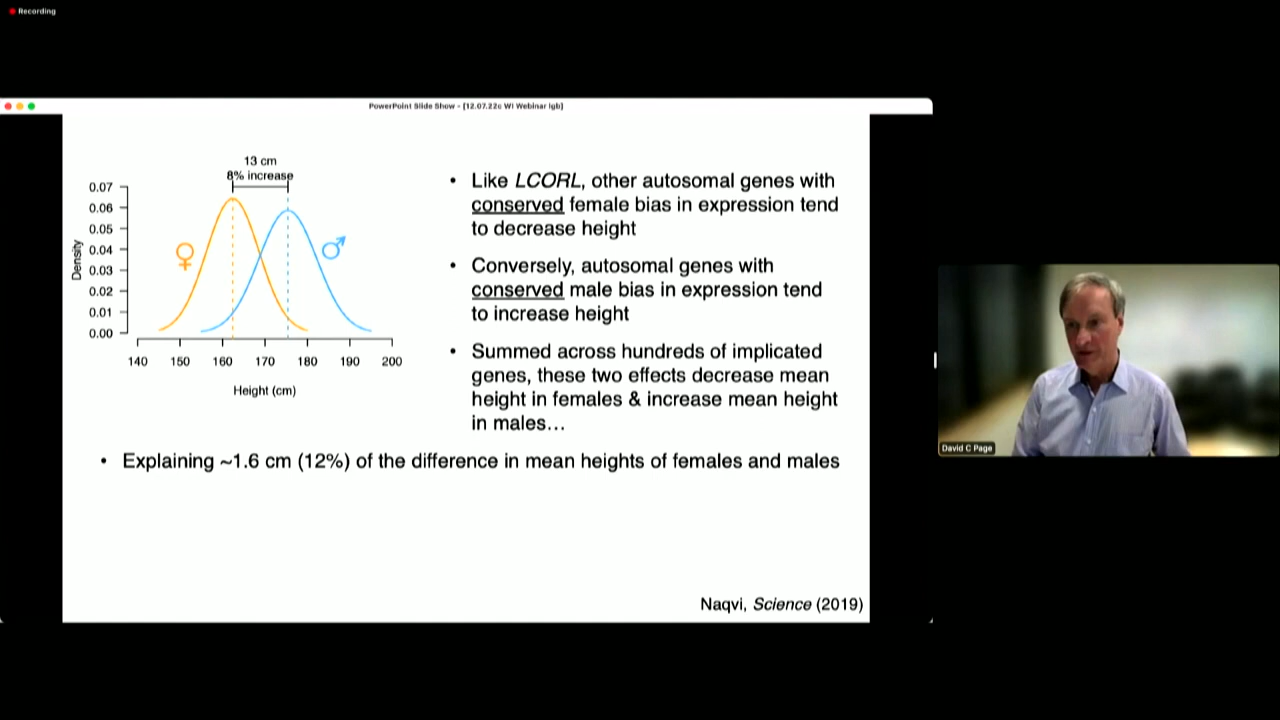 Recording
PowerPoint Slide Show - [12.07.22c WI Webinar lgb]
13 cm
8% increase
0.07
0.06
0.05
0.04
0.03
0.02
0.01
0.00
Density
♀
♂
140 150 160 170 180 190 200
Height (cm)
• Like LCORL, other autosomal genes with
conserved female bias in expression tend
to decrease height
• Conversely, autosomal genes with
conserved male bias in expression tend
to increase height
• Summed across hundreds of implicated
genes, these two effects decrease mean
height in females & increase mean height
in males…
• Explaining ~1.6 cm (12%) of the difference in mean heights of females and males
Naqvi, Science (2019)
David C Page